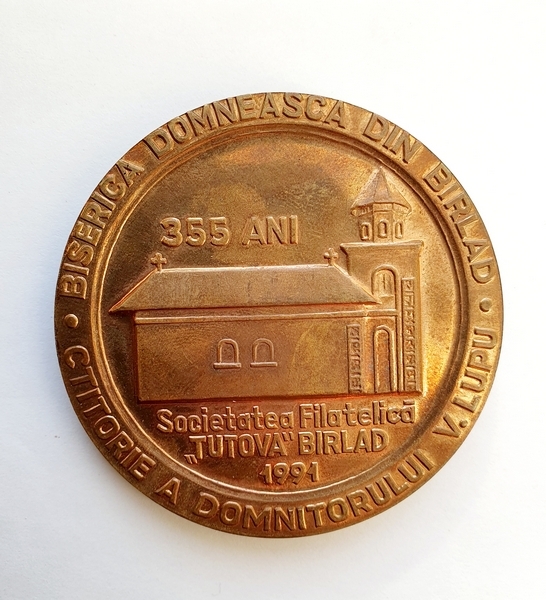 BISERICA DOMNEASCA DIN BIRLAD
355 ANI
Societatea Filatelică
„TUTOVA" BIRLAD
1991
• CTITORIE A DOMNITORULUI V. LUPU •